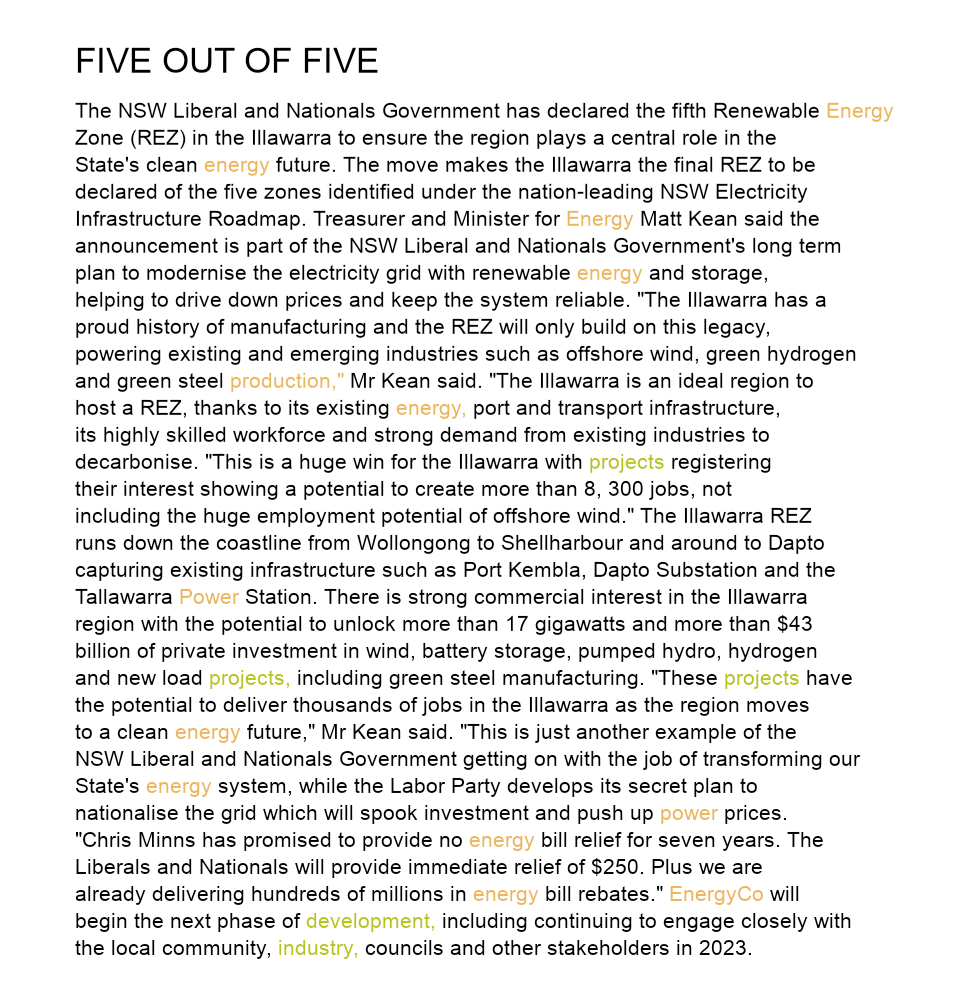 FIVE OUT OF FIVE
The NSW Liberal and Nationals Government has declared the fifth Renewable Energy
Zone (REZ) in the Illawarra to ensure the region plays a central role in the
State's clean energy future. The move makes the Illawarra the final REZ to be
declared of the five zones identified under the nation-leading NSW Electricity
Infrastructure Roadmap. Treasurer and Minister for Energy Matt Kean said the
announcement is part of the NSW Liberal and Nationals Government's long term
plan to modernise the electricity grid with renewable energy and storage,
helping to drive down prices and keep the system reliable. "The Illawarra has a
proud history of manufacturing and the REZ will only build on this legacy,
powering existing and emerging industries such as offshore wind, green hydrogen
and green steel production," Mr Kean said. "The Illawarra is an ideal region to
host a REZ, thanks to its existing energy, port and transport infrastructure,
its highly skilled workforce and strong demand from existing industries to
decarbonise. "This is a huge win for the Illawarra with projects registering
their interest showing a potential to create more than 8, 300 jobs, not
including the huge employment potential of offshore wind." The Illawarra REZ
runs down the coastline from Wollongong to Shellharbour and around to Dapto
capturing existing infrastructure such as Port Kembla, Dapto Substation and the
Tallawarra Power Station. There is strong commercial interest in the Illawarra
region with the potential to unlock more than 17 gigawatts and more than $43
billion of private investment in wind, battery storage, pumped hydro, hydrogen
and new load projects, including green steel manufacturing. "These projects have
the potential to deliver thousands of jobs in the Illawarra as the region moves
to a clean energy future," Mr Kean said. "This is just another example of the
NSW Liberal and Nationals Government getting on with the job of transforming our
State's energy system, while the Labor Party develops its secret plan to
nationalise the grid which will spook investment and push up power prices.
"Chris Minns has promised to provide no energy bill relief for seven years. The
Liberals and Nationals will provide immediate relief of $250. Plus we are
already delivering hundreds of millions in energy bill rebates." EnergyCo will
begin the next phase of development, including continuing to engage closely with
the local community, industry, councils and other stakeholders in 2023.